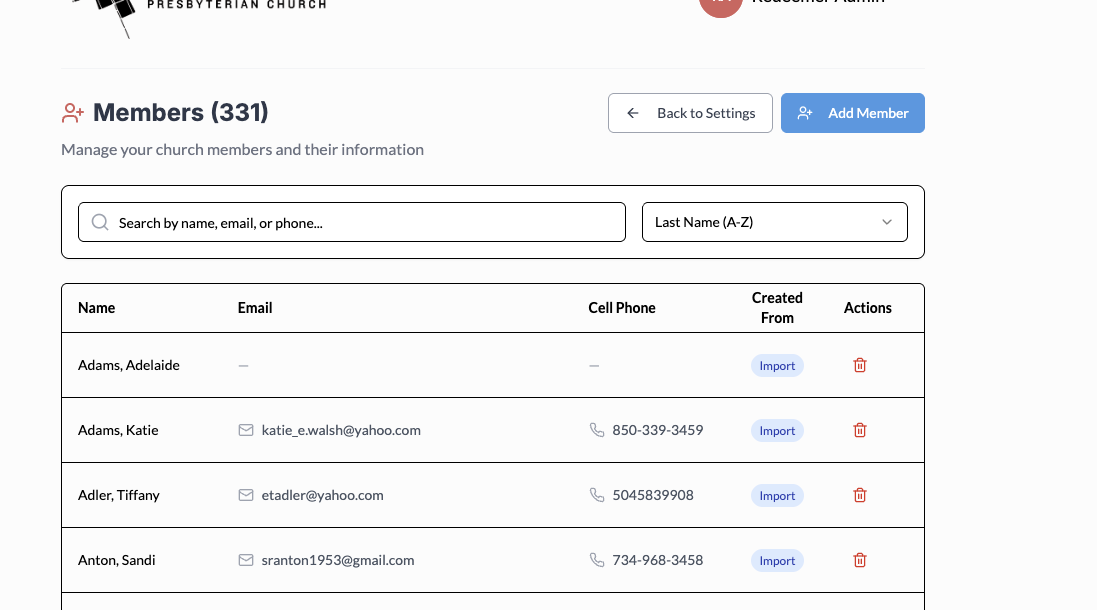 PRESBYTERIAN CHURCH
Redeemer Admin
Members (331)
Back to Settings
Add Member
Manage your church members and their information
Search by name, email, or phone...
Last Name (A-Z)
Name Email Cell Phone Created From Actions
Adams, Adelaide — — Import
Adams, Katie katie_e.walsh@yahoo.com 850-339-3459 Import
Adler, Tiffany etadler@yahoo.com 5045839908 Import
Anton, Sandi sranton1953@gmail.com 734-968-3458 Import